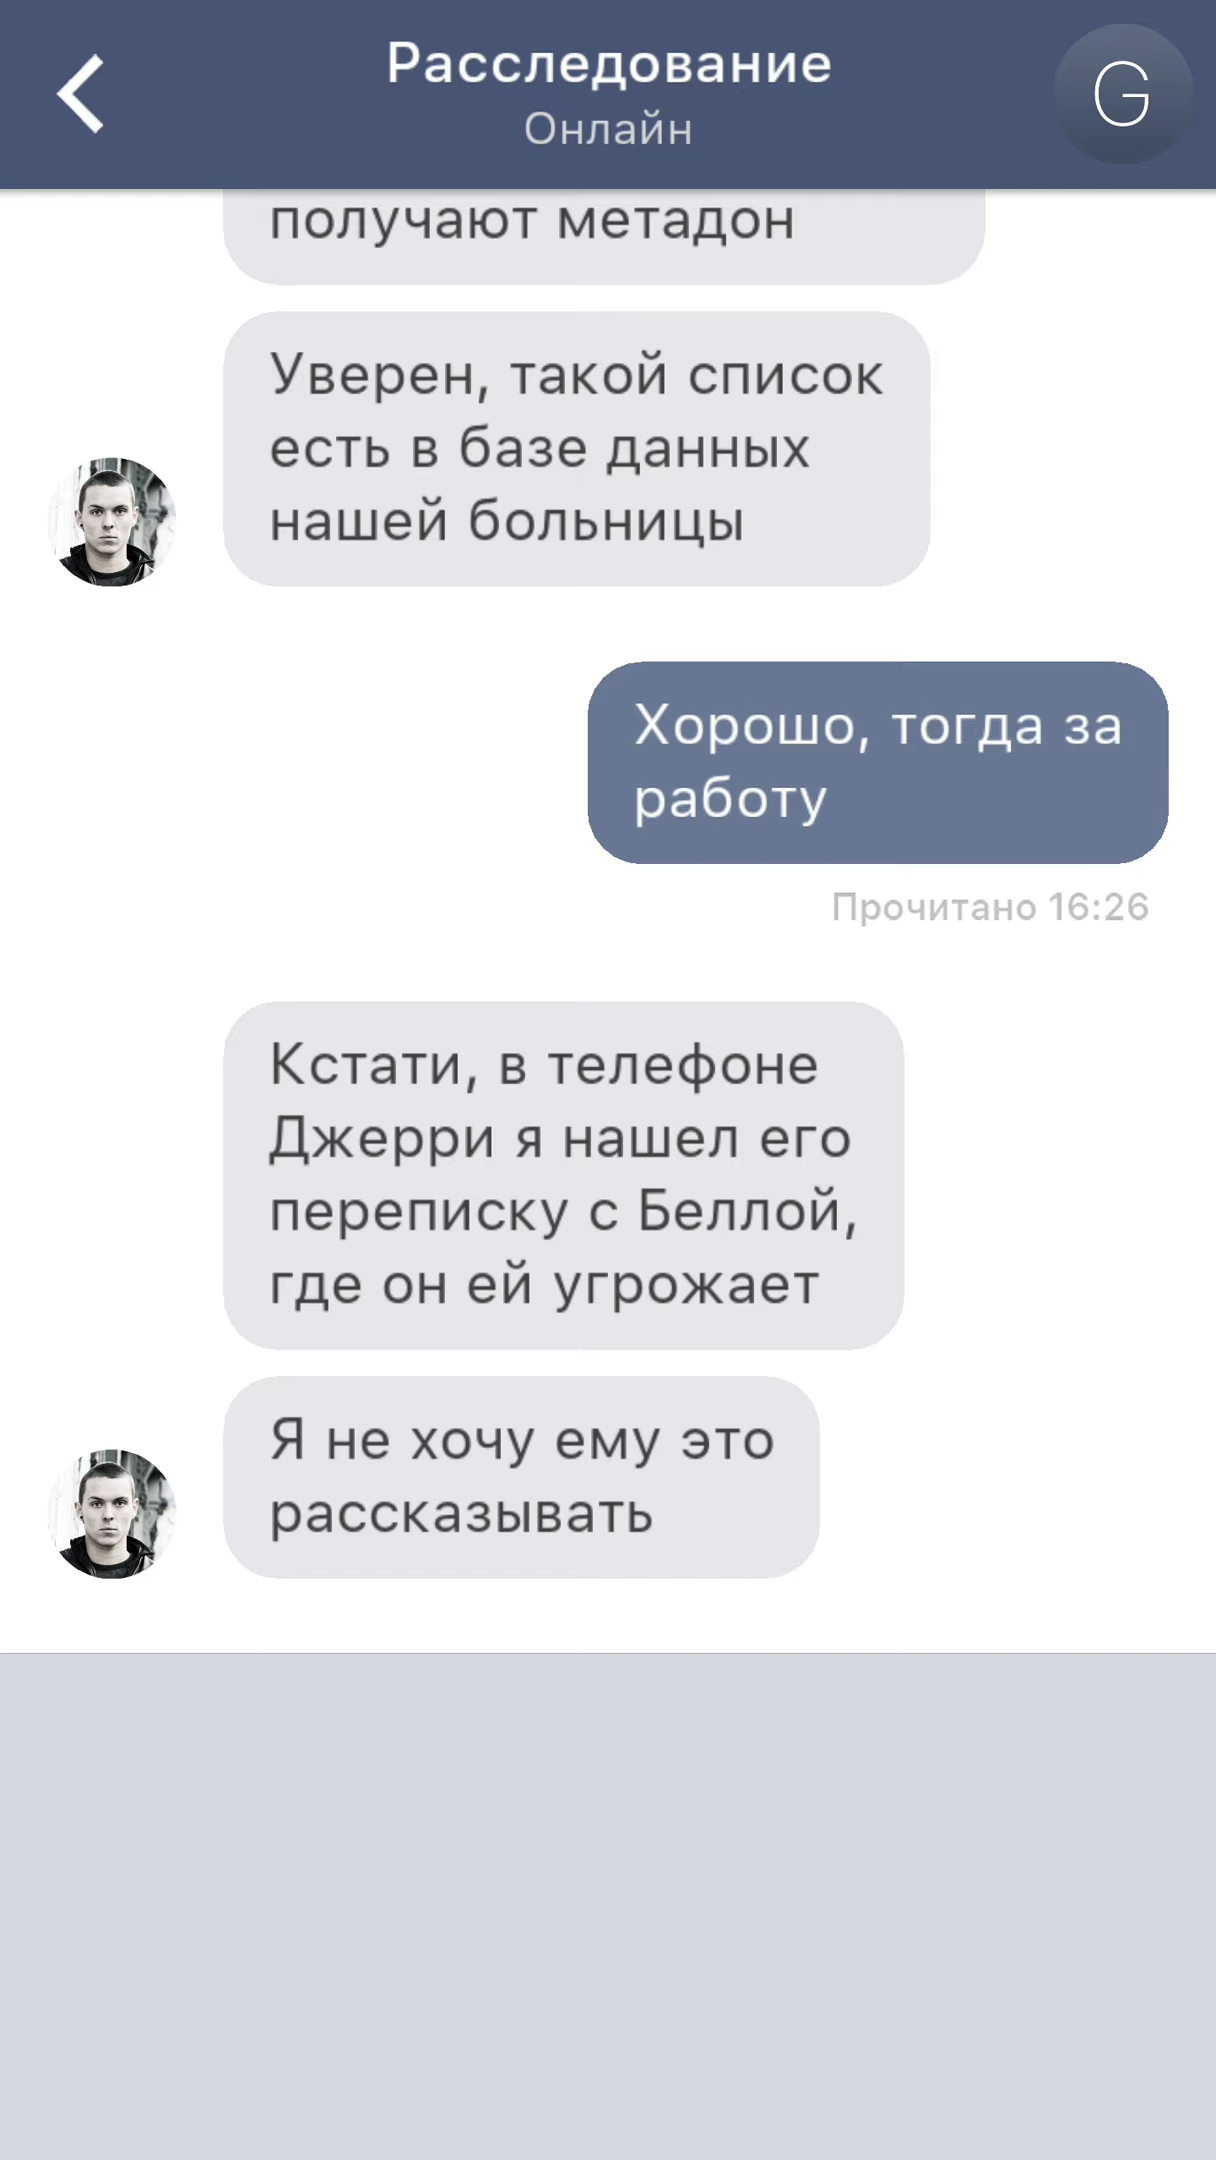 Расследование
Онлайн
G
получают метадон
Уверен, такой список
есть в базе данных
нашей больницы
Хорошо, тогда за
работу
Прочитано 16:26
Кстати, в телефоне
Джерри я нашел его
переписку с Беллой,
где он ей угрожает
Я не хочу ему это
рассказывать